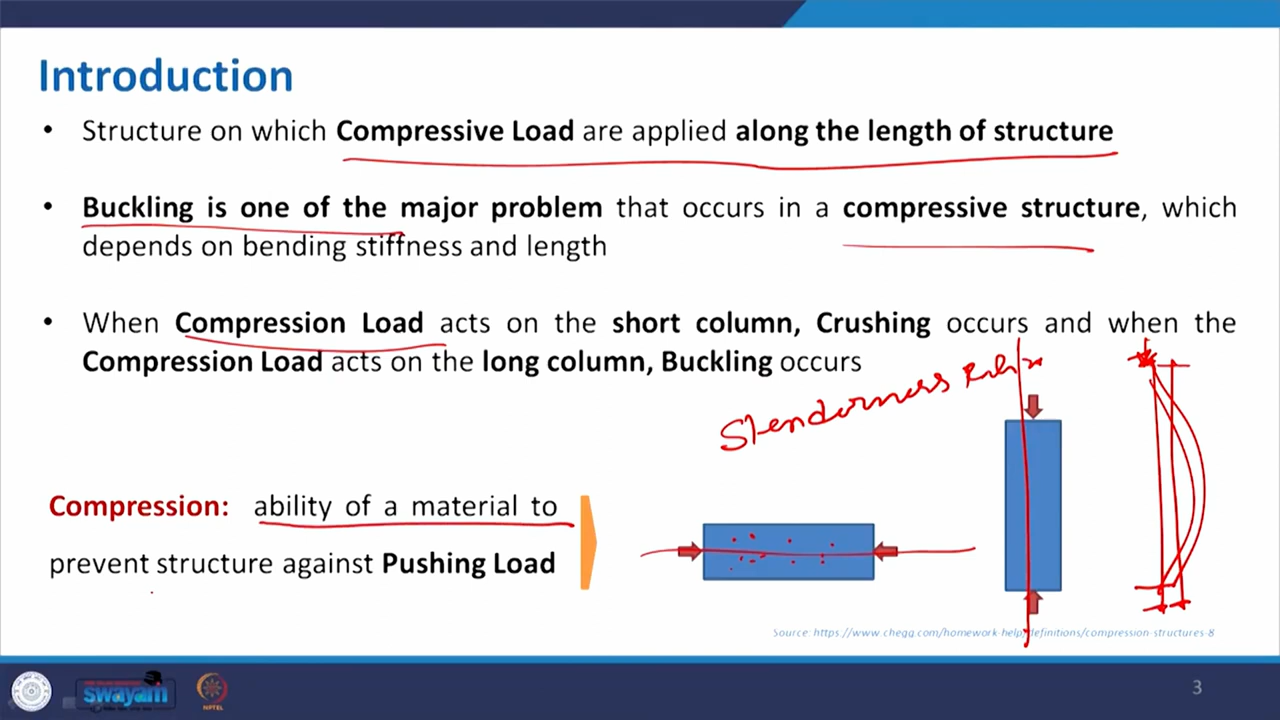 Introduction
• Structure on which Compressive Load are applied along the length of structure
• Buckling is one of the major problem that occurs in a compressive structure, which
depends on bending stiffness and length
• When Compression Load acts on the short column, Crushing occurs and when the
Compression Load acts on the long column, Buckling occurs
Slenderness
Compression: ability of a material to
prevent structure against Pushing Load
Source: https://www.chegg.com/homework-help/definitions/compression-structures-8
swayam
NPTEL
3